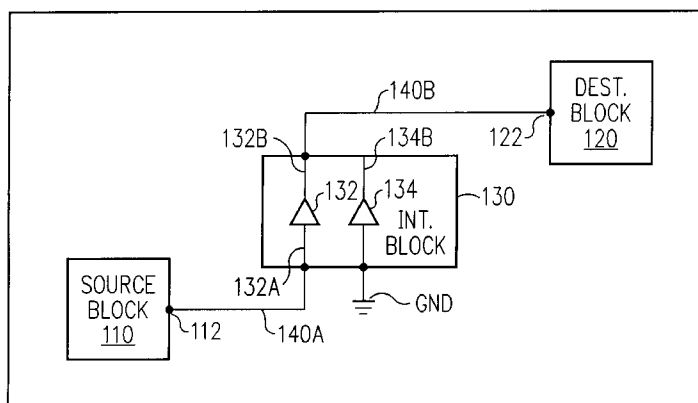 140B
DEST.
BLOCK
120
122
132B
134B
132
134
130
INT.
BLOCK
132A
SOURCE
BLOCK
110
112
140A
GND